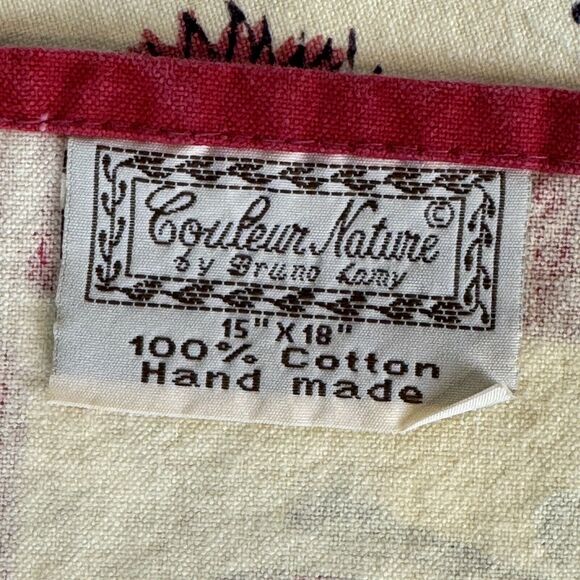 Couleur Nature ©
by Bruno Lamy
15" X 18"
100% Cotton
Hand made